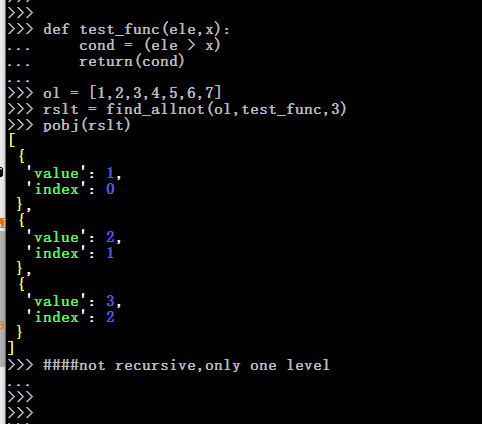 >>>
>>>
>>> def test_func(ele,x):
...     cond = (ele > x)
...     return(cond)
...
>>> ol = [1,2,3,4,5,6,7]
>>> rslt = find_allnot(ol,test_func,3)
>>> pobj(rslt)
[
 {
  'value': 1,
  'index': 0
 },
 {
  'value': 2,
  'index': 1
 },
 {
  'value': 3,
  'index': 2
 }
]
>>> ####not recursive,only one level
...
>>>
>>>